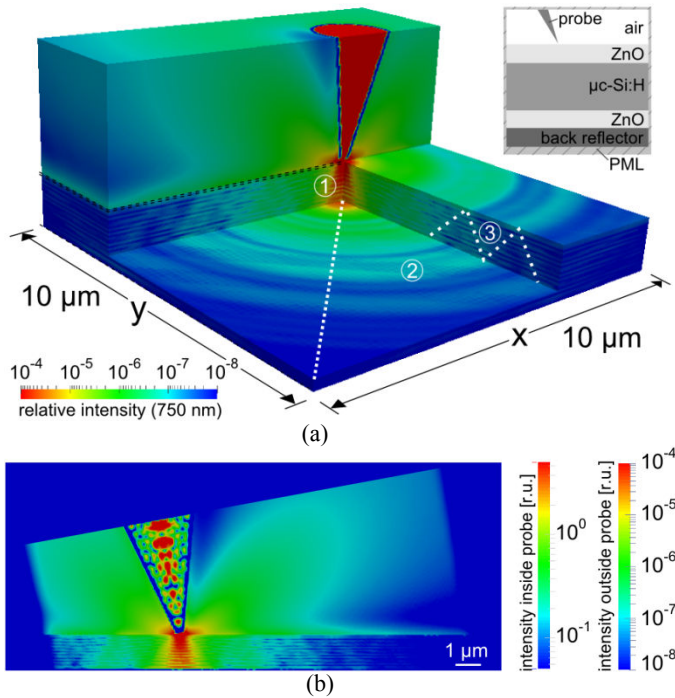 probe
air
ZnO
µc-Si:H
ZnO
back reflector
PML
①
②
③
10 µm
y
x
10 µm
10⁻⁴ 10⁻⁵ 10⁻⁶ 10⁻⁷ 10⁻⁸
relative intensity (750 nm)
(a)
intensity inside probe [r.u.]
10⁰
10⁻¹
intensity outside probe [r.u.]
10⁻⁴
10⁻⁵
10⁻⁶
10⁻⁷
10⁻⁸
1 µm
(b)